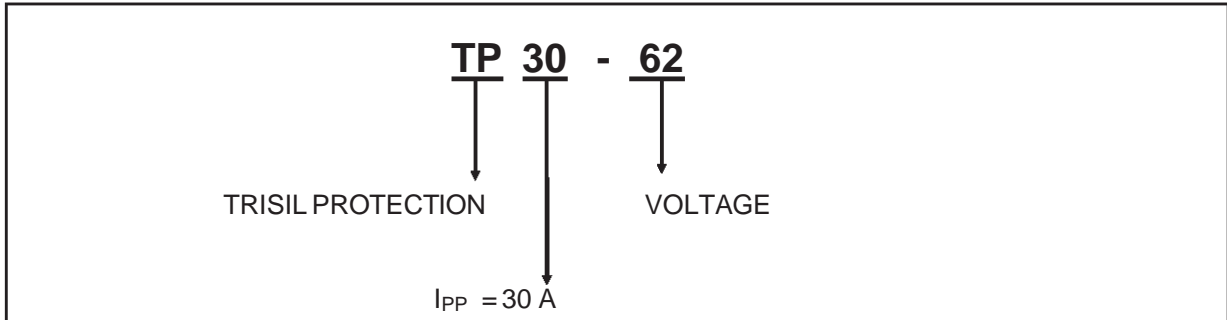 TP 30 - 62
TRISIL PROTECTION VOLTAGE
IPP = 30 A